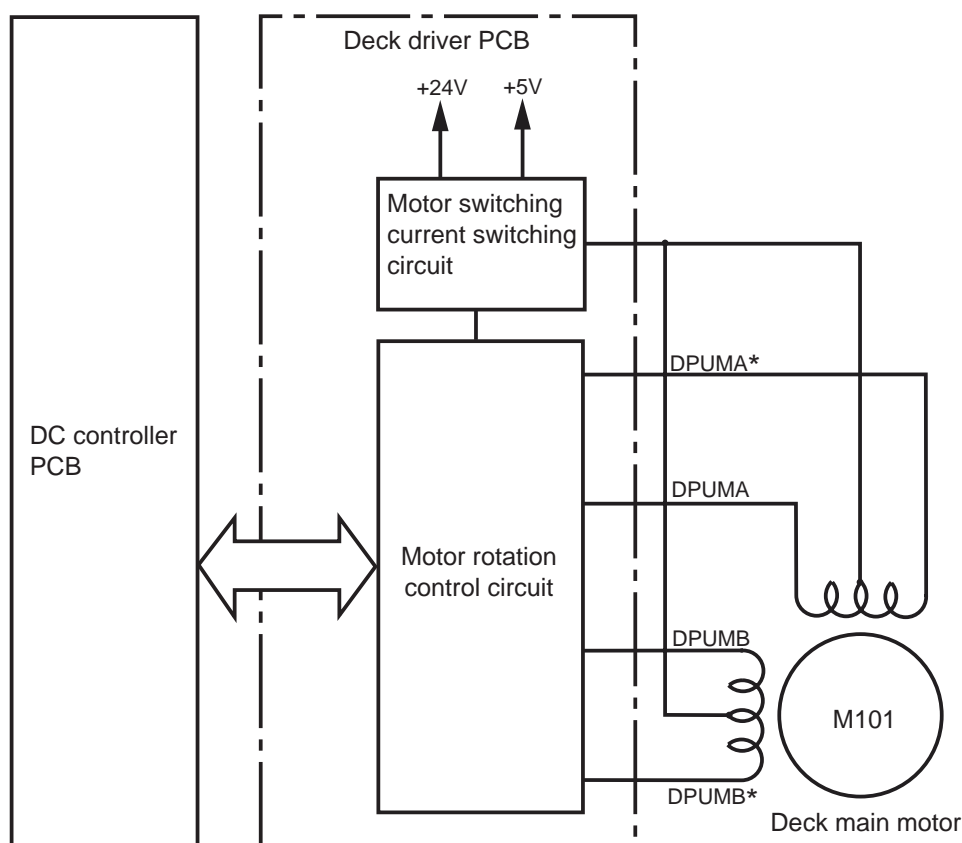 Deck driver PCB
+24V +5V
Motor switching
current switching
circuit
DPUMA*
DC controller
PCB
DPUMA
Motor rotation
control circuit
DPUMB
M101
DPUMB*
Deck main motor